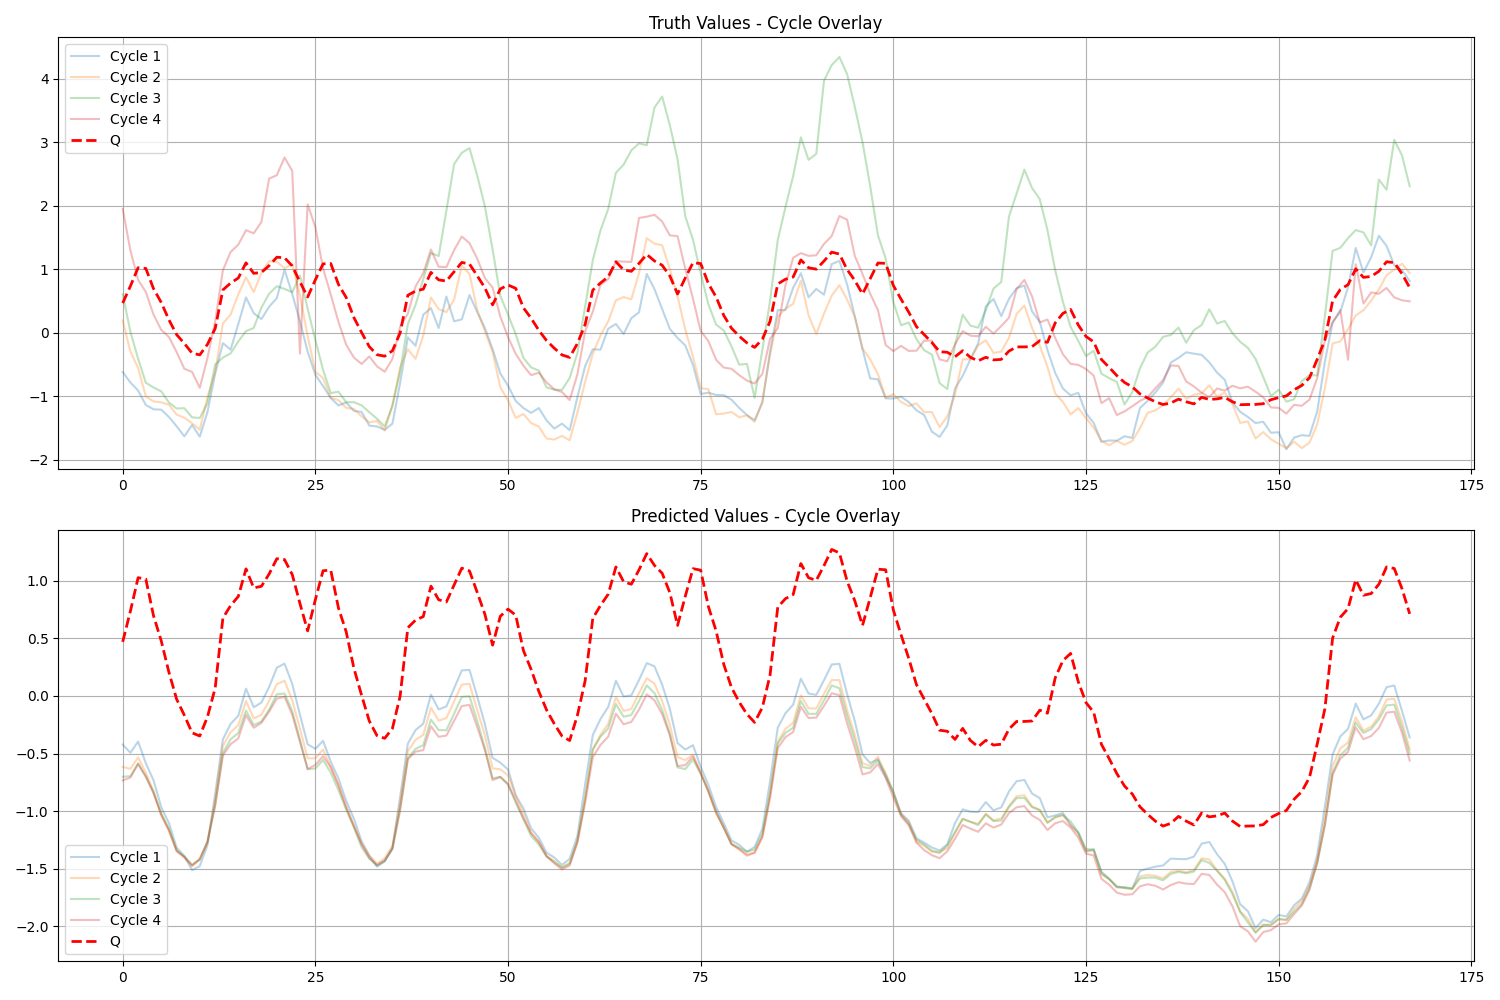 Truth Values - Cycle Overlay
Cycle 1
Cycle 2
Cycle 3
Cycle 4
Q
4
3
2
1
0
−1
−2
0 25 50 75 100 125 150 175
Predicted Values - Cycle Overlay
1.0
0.5
0.0
−0.5
−1.0
−1.5
−2.0
Cycle 1
Cycle 2
Cycle 3
Cycle 4
Q
0 25 50 75 100 125 150 175